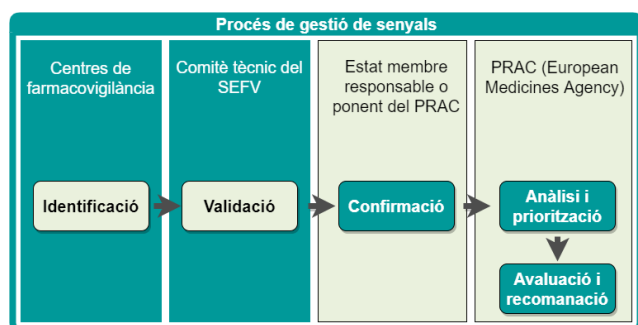 Procés de gestió de senyals
Centres de
farmacovigilància
Comitè tècnic del
SEFV
Estat membre
responsable o
ponent del PRAC
PRAC (European
Medicines Agency)
Identificació
Validació
Confirmació
Anàlisi i
priorització
Avaluació i
recomanació